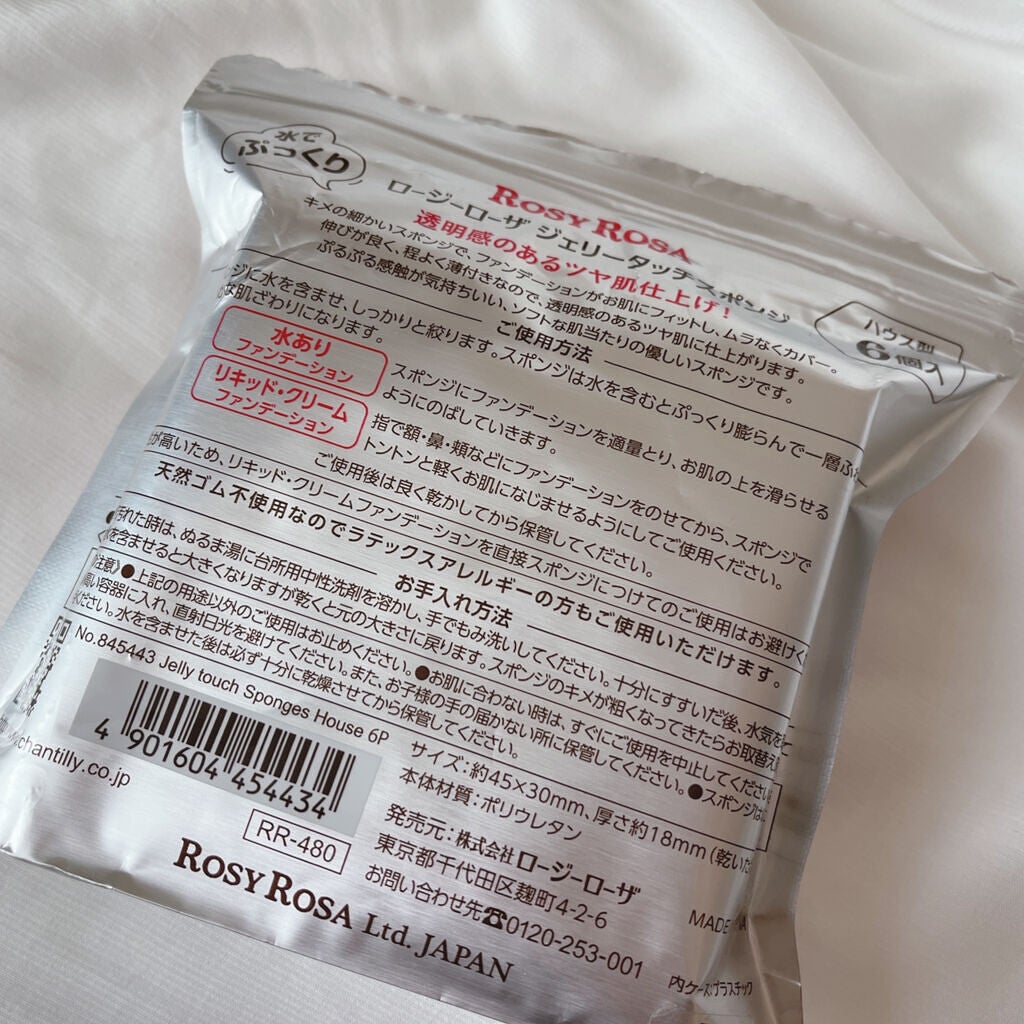 水で
ぷっくり
ROSY ROSA
ロージーローザ ジェリータッチスポンジ
透明感のあるツヤ肌仕上げ!
キメの細かいスポンジで、ファンデーションがお肌にフィットし、ムラなくカバー。
伸びが良く、程よく薄付きなので、透明感のあるツヤ肌に仕上がります。
ぷるぷる感触が気持ちいい、ソフトな肌当たりの優しいスポンジです。
ハウス型
6個入
ご使用方法
ジに水を含ませ、しっかりと絞ります。スポンジは水を含むとぷっくり膨らんで一層ふ
な肌ざわりになります。
水あり
ファンデーション
スポンジにファンデーションを適量とり、お肌の上を滑らせる
ようにのばしていきます。
リキッド・クリーム
ファンデーション
指で額・鼻・頬などにファンデーションをのせてから、スポンジで
トントンと軽くお肌になじませるようにしてご使用ください。
ご使用後は良く乾かしてから保管してください。
が高いため、リキッド・クリームファンデーションを直接スポンジにつけてのご使用はお避けく
天然ゴム不使用なのでラテックスアレルギーの方もご使用いただけます。
お手入れ方法
汚れた時は、ぬるま湯に台所用中性洗剤を溶かし、手でもみ洗いしてください。十分にすすいだ後、水気をて
を含ませると大きくなりますが乾くと元の大きさに戻ります。スポンジのキメが粗くなってきたらお取替え
注意》●上記の用途以外のご使用はお止めください。●お肌に合わない時は、すぐにご使用を中止してください
高い容器に入れ、直射日光を避けてください。また、お子様の手の届かない所に保管してください。●スポンジは
ください。水を含ませた後は必ず十分に乾燥させてから保管してください。
No.845443 Jelly touch Sponges House 6P
4 901604 454434
サイズ:約45×30mm、厚さ約18mm(乾いた
本体材質:ポリウレタン
chantilly.co.jp
RR-480
発売元:株式会社ロージーローザ
東京都千代田区麹町4-2-6
お問い合わせ先☎0120-253-001
ROSY ROSA Ltd. JAPAN
MADE
内ケース:プラスチック